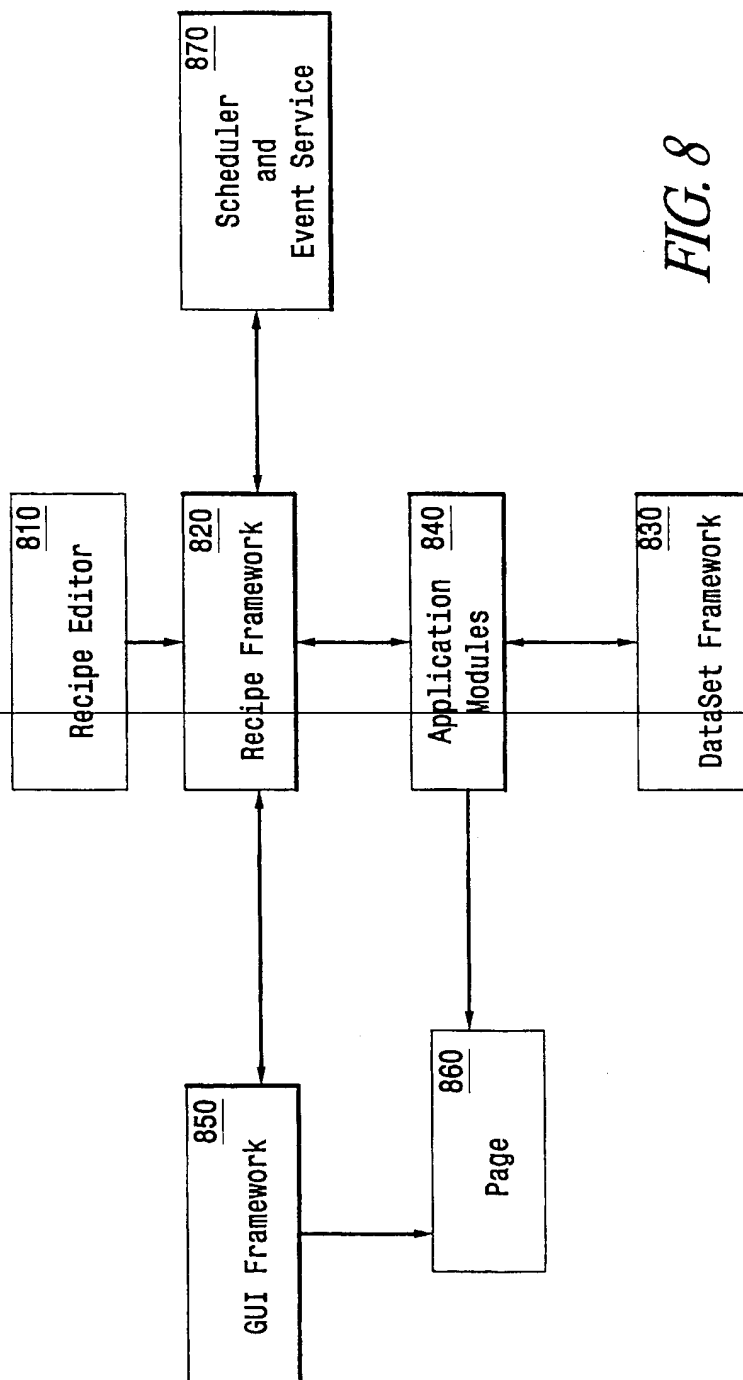 810
Recipe Editor
820
Recipe Framework
870
Scheduler
and
Event Service
850
GUI Framework
840
Application
Modules
860
Page
830
DataSet Framework
FIG. 8